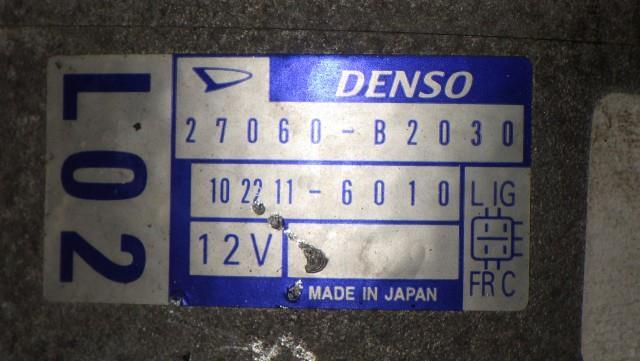 L02
DENSO
27060-B2030
102211-6010
12V
L IG
FR C
MADE IN JAPAN